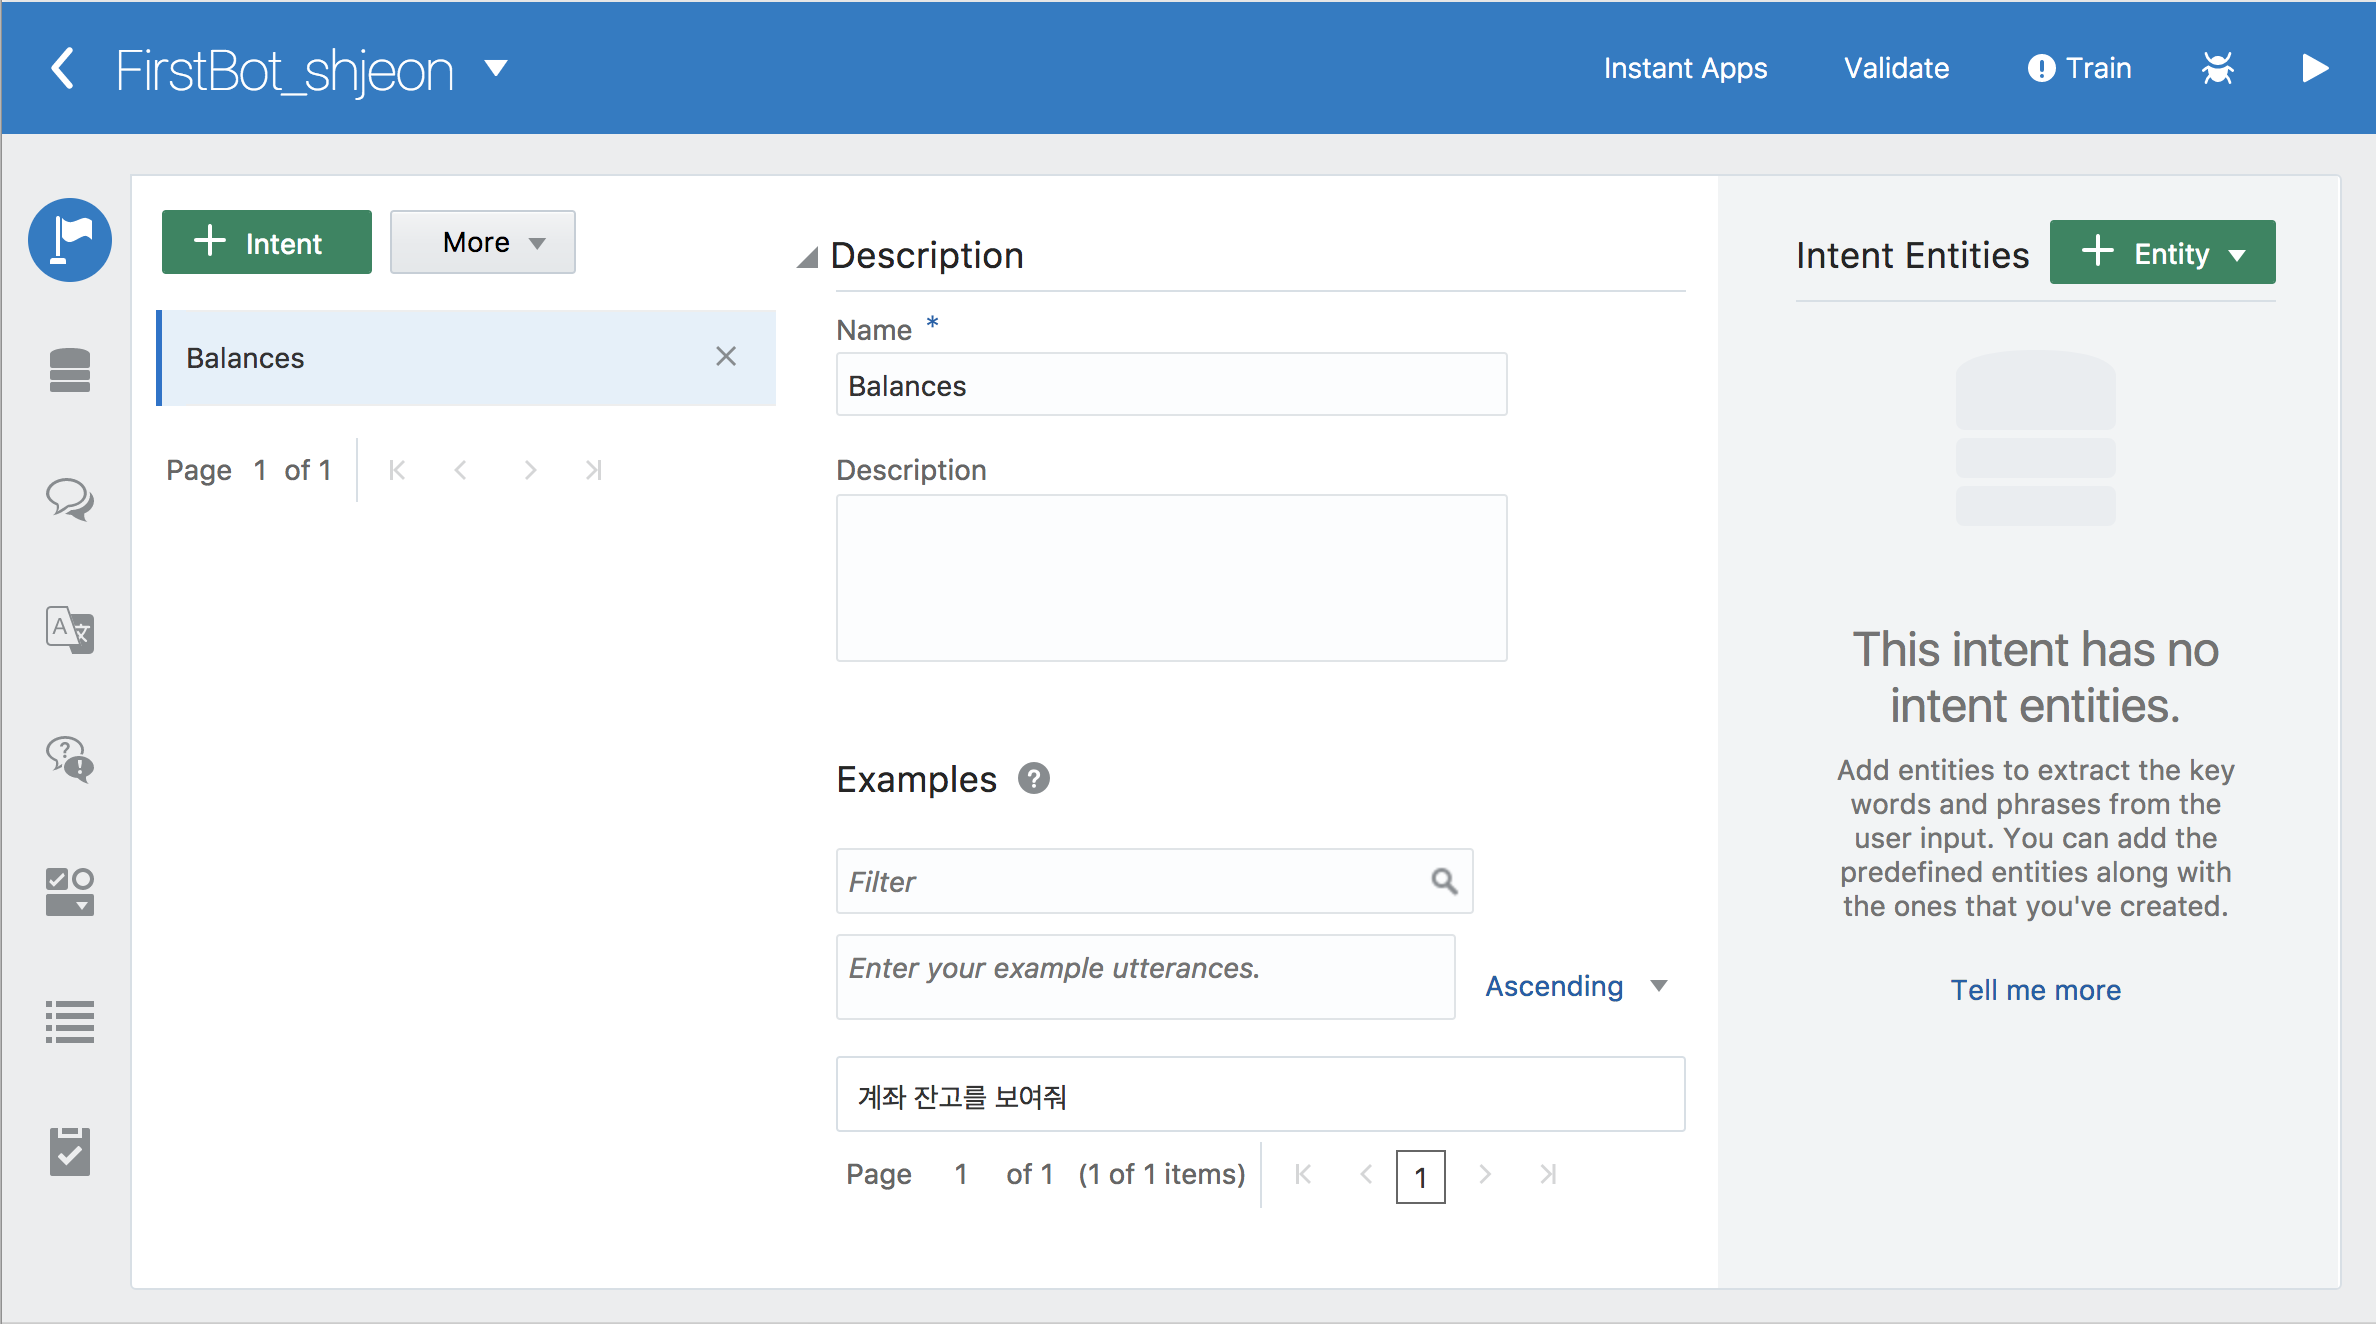 FirstBot_shjeon
Instant Apps
Validate
Train
Intent
More
Balances
Page 1 of 1
Description
Name *
Balances
Description
Examples
Filter
Enter your example utterances.
Ascending
계좌 잔고를 보여줘
Page 1 of 1 (1 of 1 items)
1
Intent Entities
Entity
This intent has no
intent entities.
Add entities to extract the key
words and phrases from the
user input. You can add the
predefined entities along with
the ones that you've created.
Tell me more